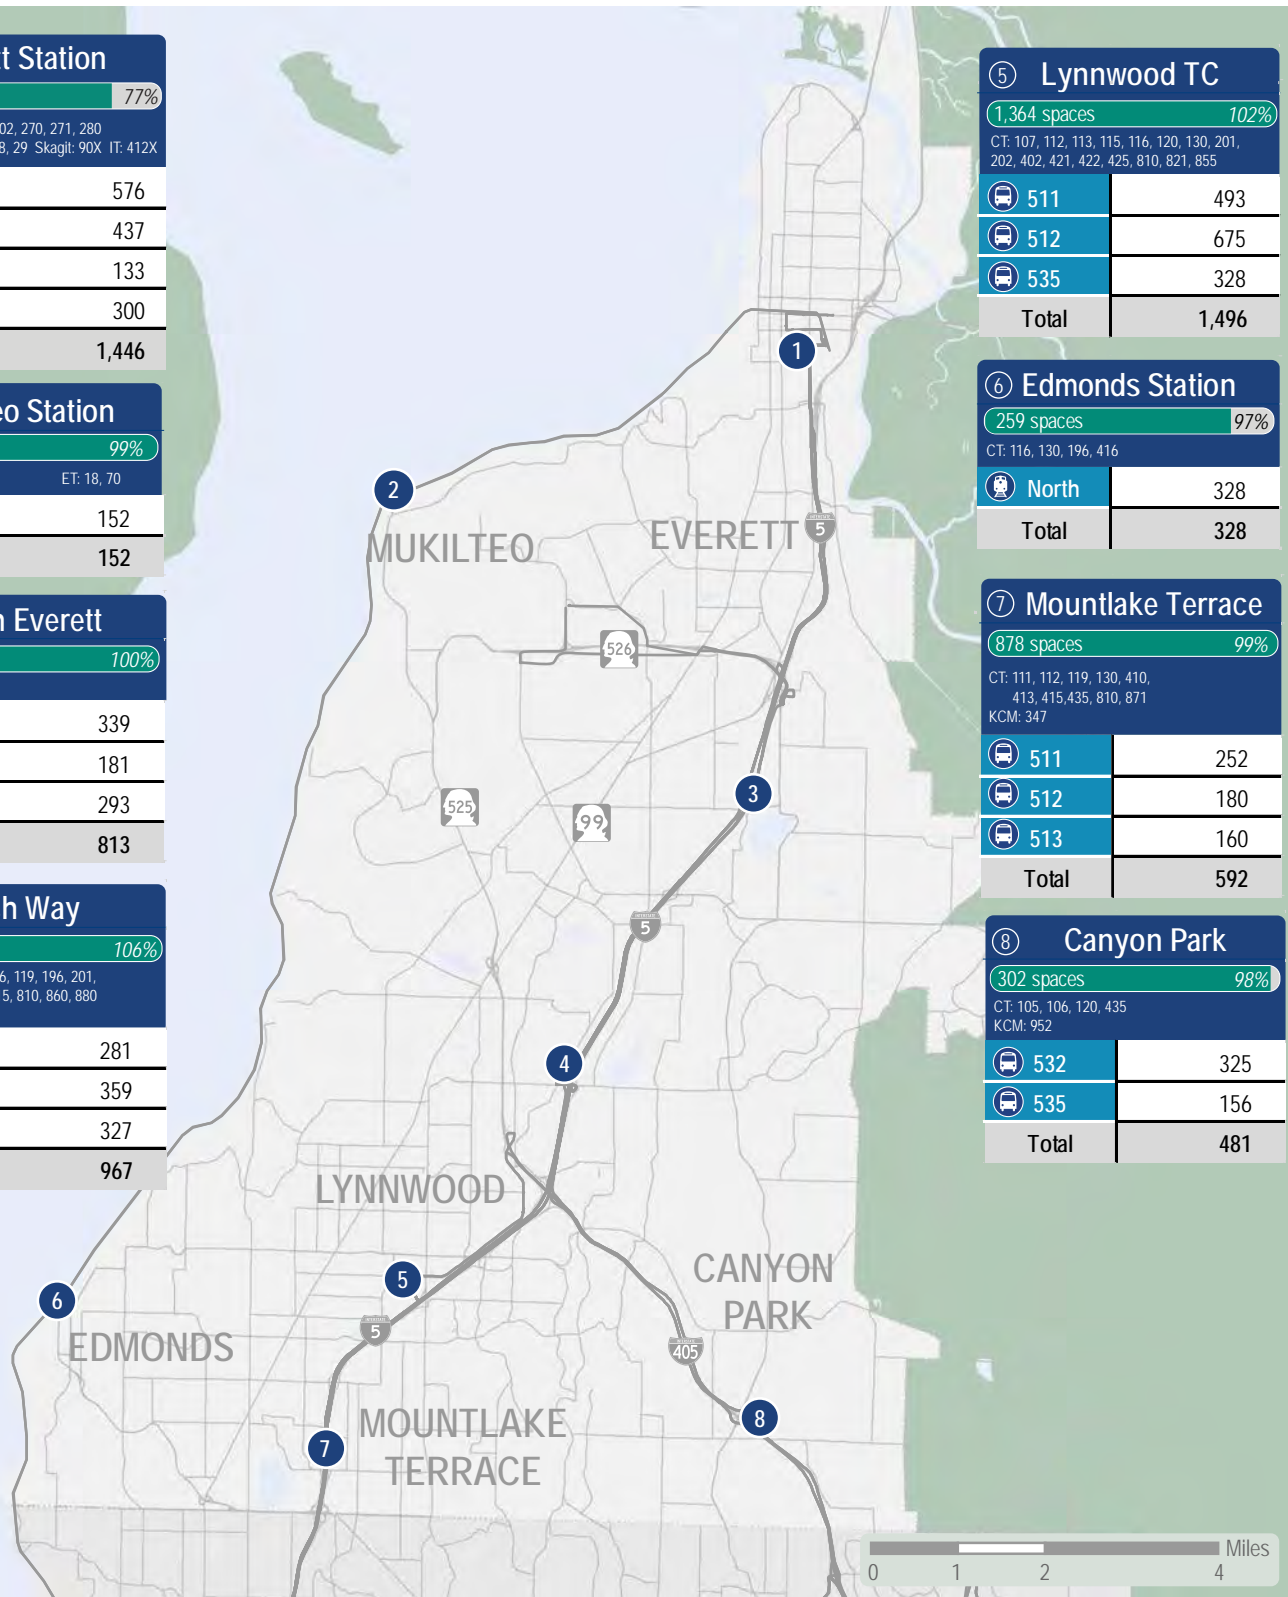 t Station
77%
02, 270, 271, 280
8, 29 Skagit: 90X IT: 412X
576
437
133
300
1,446
eo Station
99%
ET: 18, 70
152
152
n Everett
100%
339
181
293
813
h Way
106%
6, 119, 196, 201,
5, 810, 860, 880
281
359
327
967
5 Lynnwood TC
1,364 spaces 102%
CT: 107, 112, 113, 115, 116, 120, 130, 201,
202, 402, 421, 422, 425, 810, 821, 855
511 493
512 675
535 328
Total 1,496
6 Edmonds Station
259 spaces 97%
CT: 116, 130, 196, 416
North 328
Total 328
7 Mountlake Terrace
878 spaces 99%
CT: 111, 112, 119, 130, 410,
413, 415,435, 810, 871
KCM: 347
511 252
512 180
513 160
Total 592
8 Canyon Park
302 spaces 98%
CT: 105, 106, 120, 435
KCM: 952
532 325
535 156
Total 481
1
2
MUKILTEO
EVERETT
INTERSTATE
5
526
525
99
3
INTERSTATE
5
4
LYNNWOOD
5
CANYON
PARK
6
EDMONDS
INTERSTATE
5
INTERSTATE
405
MOUNTLAKE
TERRACE
7
8
Miles
0 1 2 4